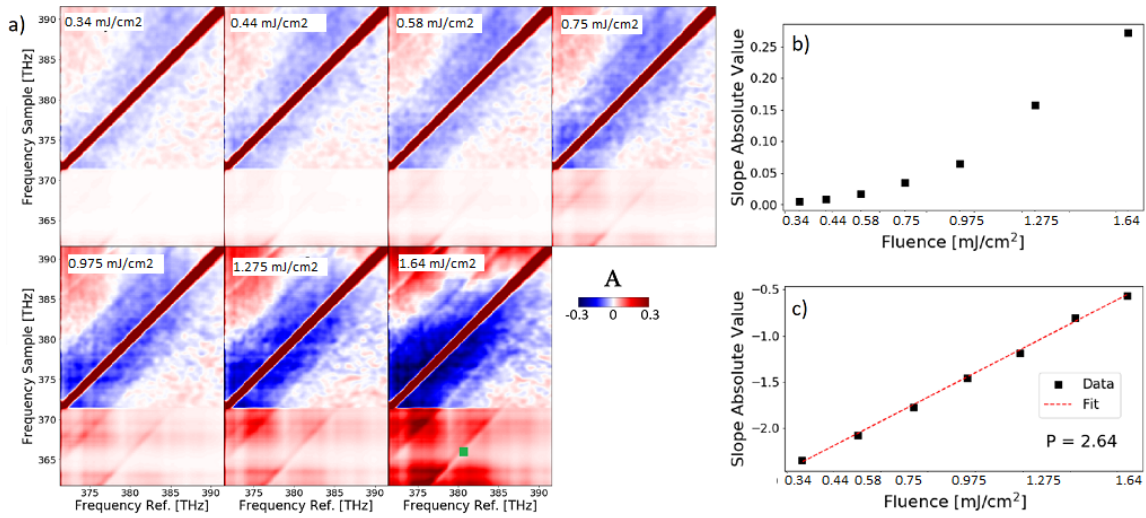 a)
0.34 mJ/cm2
0.44 mJ/cm2
0.58 mJ/cm2
0.75 mJ/cm2
Frequency Sample [THz]
390
385
380
375
370
365
0.975 mJ/cm2
1.275 mJ/cm2
1.64 mJ/cm2
Frequency Sample [THz]
390
385
380
375
370
365
375 380 385 390
375 380 385 390
375 380 385 390
Frequency Ref. [THz]
Frequency Ref. [THz]
Frequency Ref. [THz]
A
-0.3 0 0.3
b)
Slope Absolute Value
0.25
0.20
0.15
0.10
0.05
0.00
0.34 0.44 0.58 0.75 0.975 1.275 1.64
Fluence [mJ/cm2]
c)
Slope Absolute Value
−0.5
−1.0
−1.5
−2.0
Data
Fit
P = 2.64
0.34 0.44 0.58 0.75 0.975 1.275 1.64
Fluence [mJ/cm2]